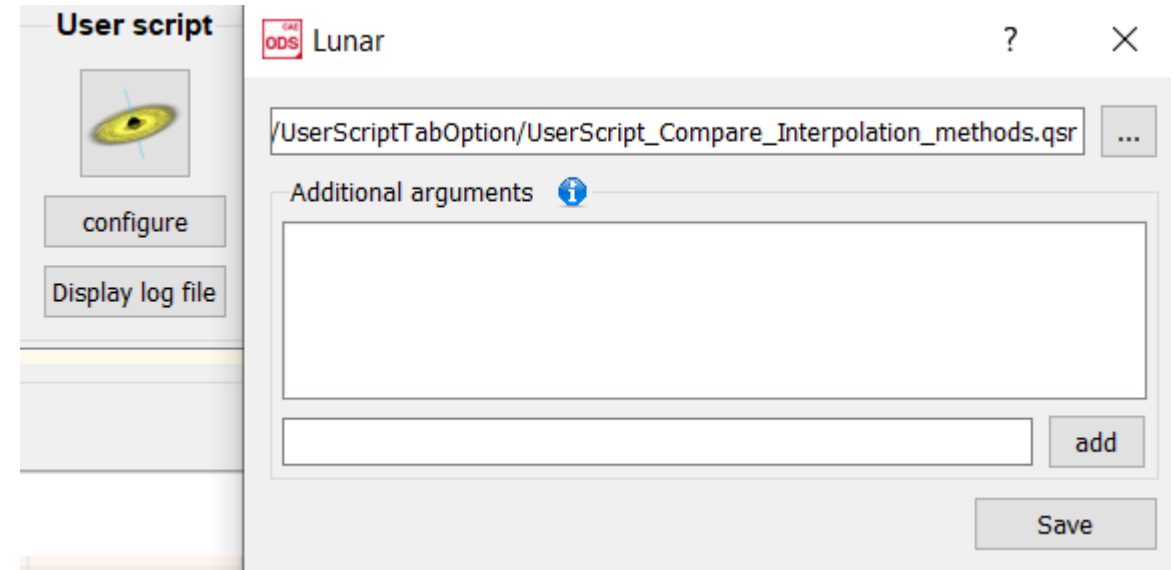 User script
configure
Display log file
CAE
ODS
Lunar
?
/UserScriptTabOption/UserScript_Compare_Interpolation_methods.qsr
...
Additional arguments
i
add
Save